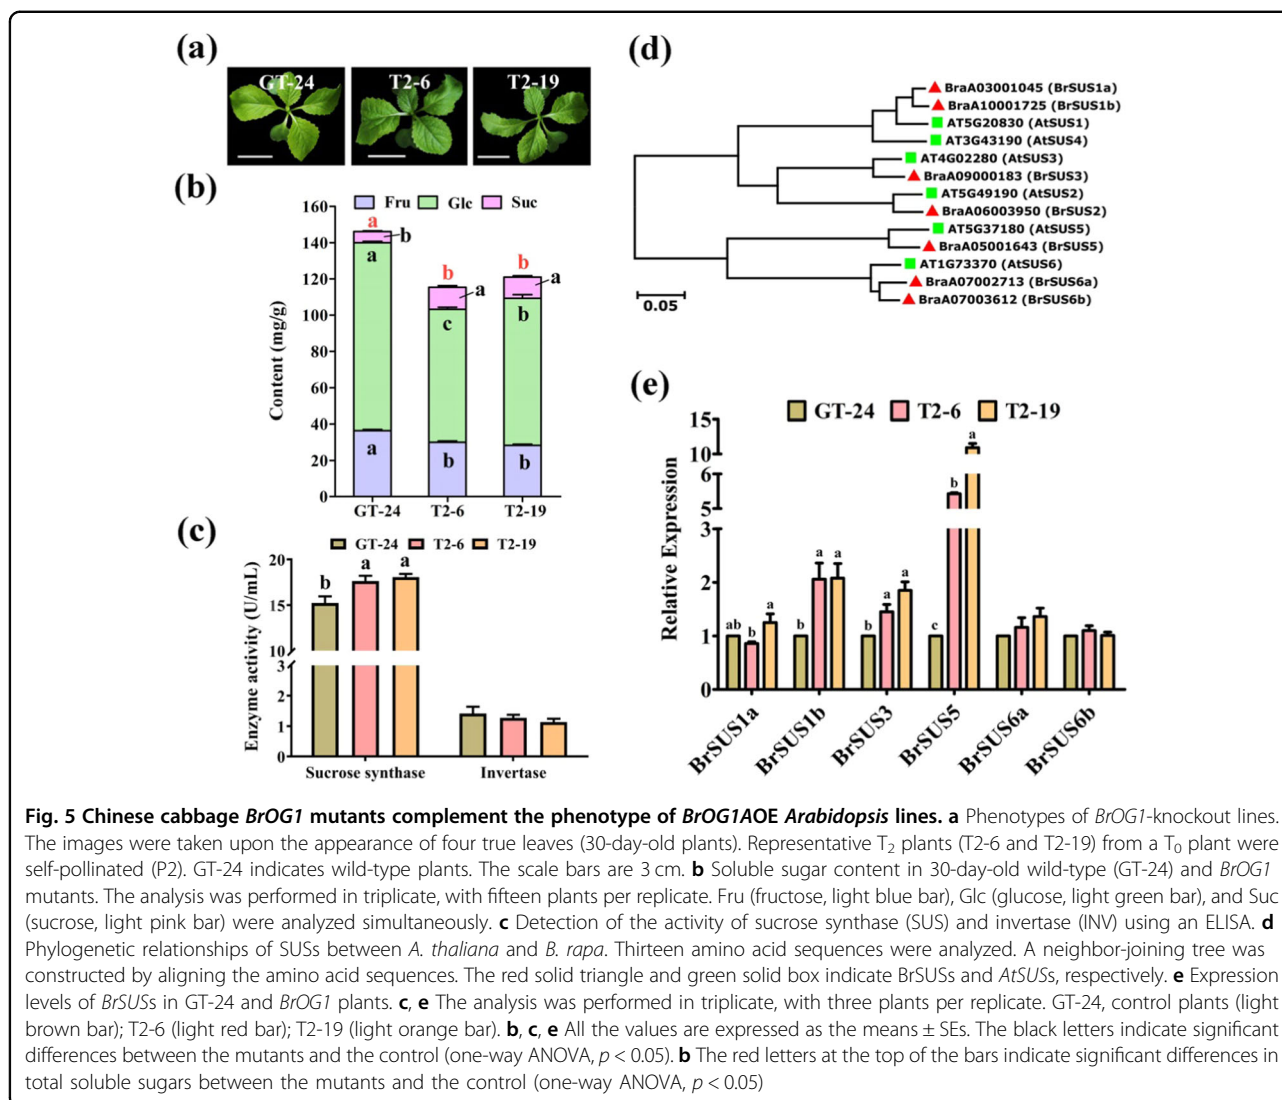 (a)
GT-24 T2-6 T2-19
(b)
Fru Glc Suc
160
140
120
100
80
60
40
20
0
Content (mg/g)
a
b
a
a
b
a
c
b
b
a
b
b
GT-24 T2-6 T2-19
(c)
GT-24 T2-6 T2-19
20
15
10
3
2
1
0
Enzyme activity (U/mL)
b a a
Sucrose synthase Invertase
(d)
BraA03001045 (BrSUS1a)
BraA10001725 (BrSUS1b)
AT5G20830 (AtSUS1)
AT3G43190 (AtSUS4)
AT4G02280 (AtSUS3)
BraA09000183 (BrSUS3)
AT5G49190 (AtSUS2)
BraA06003950 (BrSUS2)
AT5G37180 (AtSUS5)
BraA05001643 (BrSUS5)
AT1G73370 (AtSUS6)
BraA07002713 (BrSUS6a)
BraA07003612 (BrSUS6b)
0.05
(e)
GT-24 T2-6 T2-19
15
10
6
5
3
2
1
0
Relative Expression
ab b a
b a a
b a a
c b a
BrSUS1a BrSUS1b BrSUS3 BrSUS5 BrSUS6a BrSUS6b
Fig. 5 Chinese cabbage BrOG1 mutants complement the phenotype of BrOG1AOE Arabidopsis lines. a Phenotypes of BrOG1-knockout lines.
The images were taken upon the appearance of four true leaves (30-day-old plants). Representative T₂ plants (T2-6 and T2-19) from a T₀ plant were
self-pollinated (P2). GT-24 indicates wild-type plants. The scale bars are 3 cm. b Soluble sugar content in 30-day-old wild-type (GT-24) and BrOG1
mutants. The analysis was performed in triplicate, with fifteen plants per replicate. Fru (fructose, light blue bar), Glc (glucose, light green bar), and Suc
(sucrose, light pink bar) were analyzed simultaneously. c Detection of the activity of sucrose synthase (SUS) and invertase (INV) using an ELISA. d
Phylogenetic relationships of SUSs between A. thaliana and B. rapa. Thirteen amino acid sequences were analyzed. A neighbor-joining tree was
constructed by aligning the amino acid sequences. The red solid triangle and green solid box indicate BrSUSs and AtSUSs, respectively. e Expression
levels of BrSUSs in GT-24 and BrOG1 plants. c, e The analysis was performed in triplicate, with three plants per replicate. GT-24, control plants (light
brown bar); T2-6 (light red bar); T2-19 (light orange bar). b, c, e All the values are expressed as the means ± SEs. The black letters indicate significant
differences between the mutants and the control (one-way ANOVA, p < 0.05). b The red letters at the top of the bars indicate significant differences in
total soluble sugars between the mutants and the control (one-way ANOVA, p < 0.05)